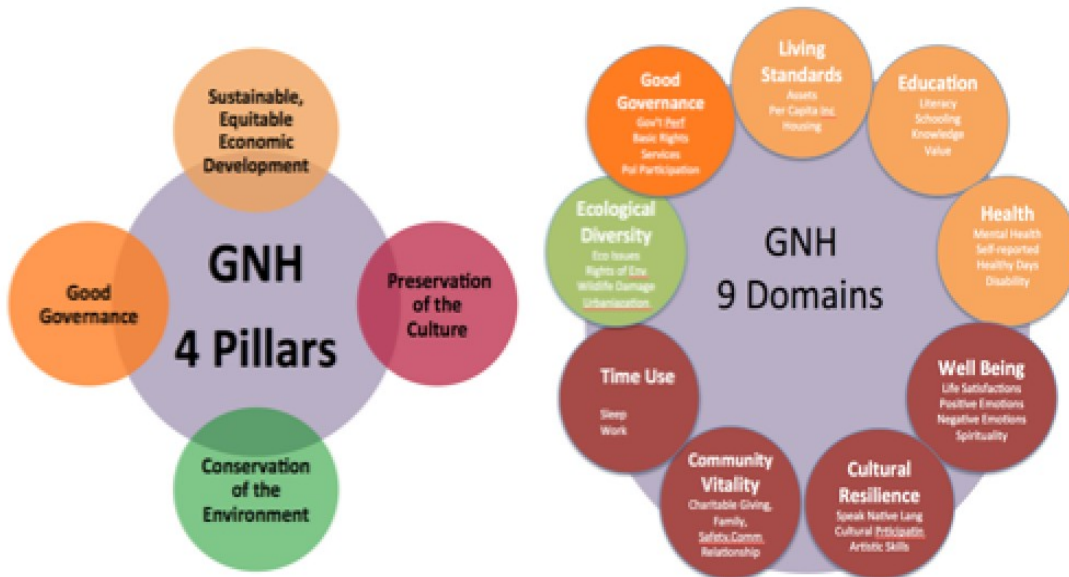 Sustainable,
Equitable
Economic
Development
GNH
4 Pillars
Good
Governance
Preservation
of the
Culture
Conservation
of the
Environment
Living
Standards
Assets
Per Capita Inc.
Housing
Good
Governance
Gov't Perf
Basic Rights
Services
Pol Participation
Education
Literacy
Schooling
Knowledge
Value
Ecological
Diversity
Eco Issues
Rights of Env.
Wildlife Damage
Urbaniazation
GNH
9 Domains
Health
Mental Health
Self-reported
Healthy Days
Disability
Time Use
Sleep
Work
Well Being
Life Satisfactions
Positive Emotions
Negative Emotions
Spirituality
Community
Vitality
Charitable Giving,
Family,
Safety,Comm.
Relationship
Cultural
Resilience
Speak Native Lang
Cultural Prticipatin
Artistic Skills